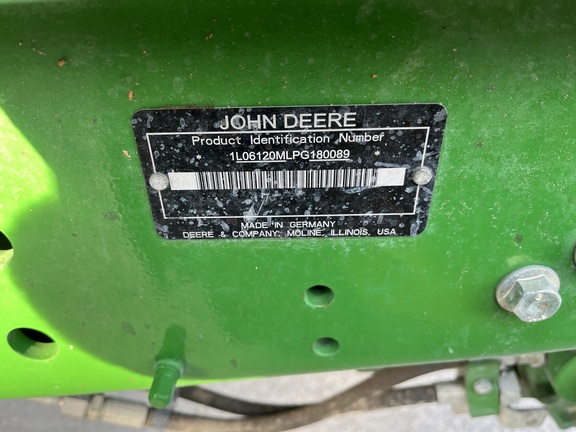 JOHN DEERE
Product Identification Number
1L06120MLPG180089
MADE IN GERMANY
DEERE & COMPANY, MOLINE, ILLINOIS, USA